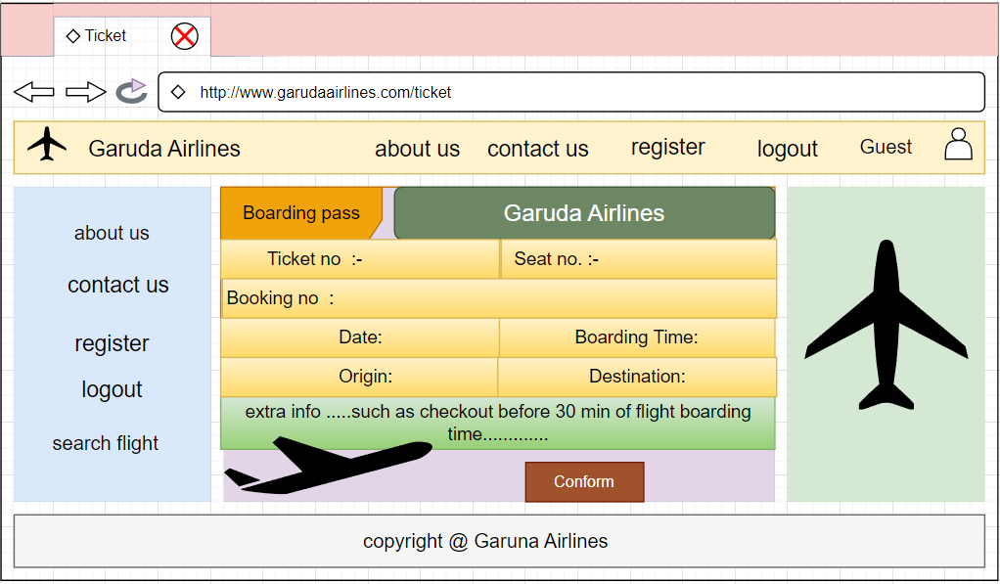 Ticket
http://www.garudaairlines.com/ticket
Garuda Airlines
about us
contact us
register
logout
Guest
about us
contact us
register
logout
search flight
Boarding pass
Garuda Airlines
Ticket no :-
Seat no. :-
Booking no :
Date:
Boarding Time:
Origin:
Destination:
extra info .....such as checkout before 30 min of flight boarding
time.............
Conform
copyright @ Garuna Airlines